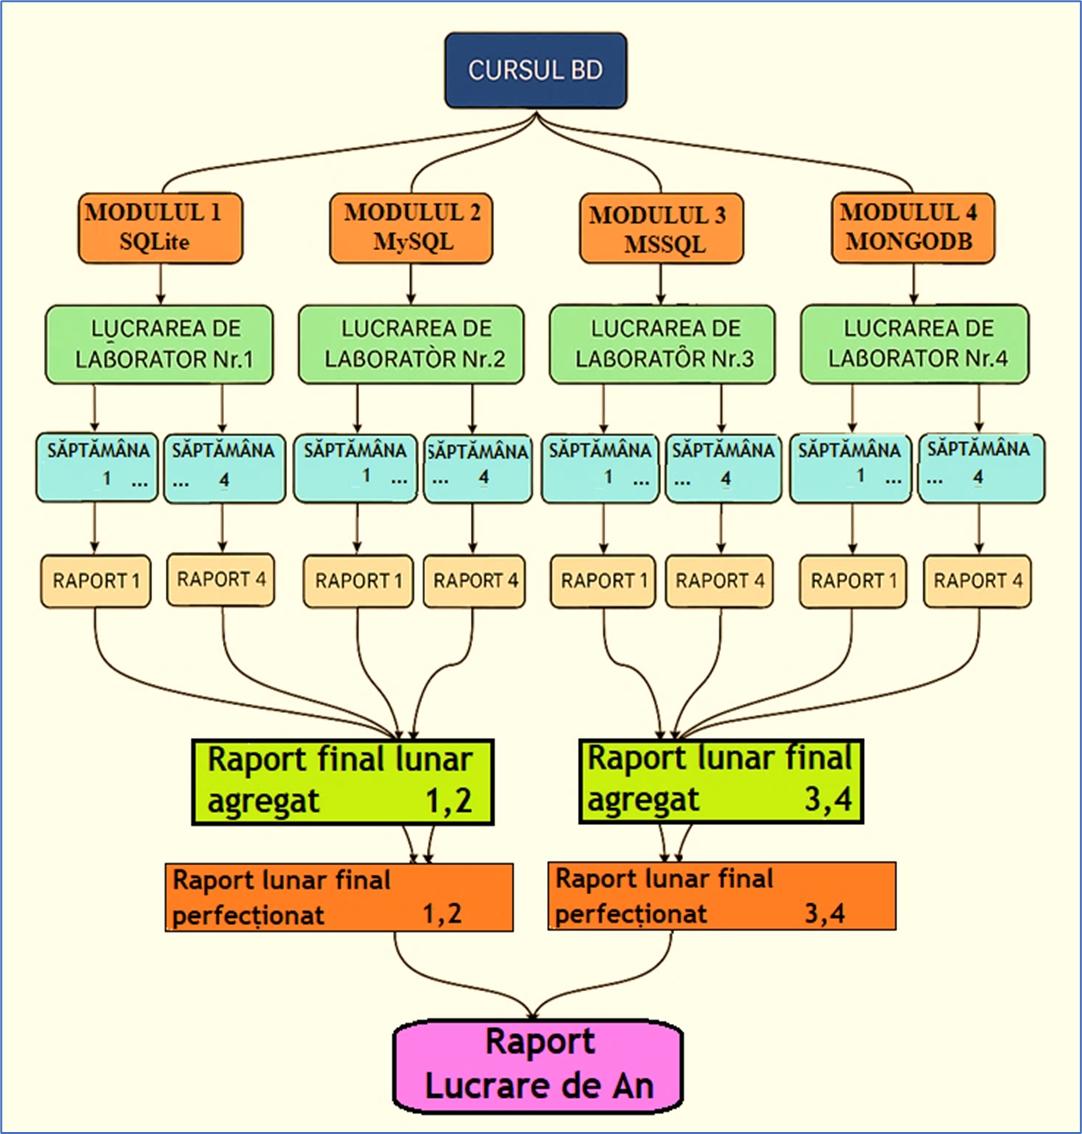 CURSUL BD
MODULUL 1
SQLite
MODULUL 2
MySQL
MODULUL 3
MSSQL
MODULUL 4
MONGODB
LUCRAREA DE
LABORATOR Nr.1
LUCRAREA DE
LABORATÒR Nr.2
LUCRAREA DE
LABORATÔR Nr.3
LUCRAREA DE
LABORATOR Nr.4
SĂPTĂMÂNA
1 ...
SĂPTĂMÂNA
... 4
SĂPTĂMÂNA
1 ...
SĂPTĂMÂNA
... 4
SĂPTĂMÂNA
1 ...
SĂPTĂMÂNA
... 4
SĂPTĂMÂNA
1 ...
SĂPTĂMÂNA
... 4
RAPORT 1
RAPORT 4
RAPORT 1
RAPORT 4
RAPORT 1
RAPORT 4
RAPORT 1
RAPORT 4
Raport final lunar
agregat 1,2
Raport lunar final
agregat 3,4
Raport lunar final
perfecționat 1,2
Raport lunar final
perfecționat 3,4
Raport
Lucrare de An